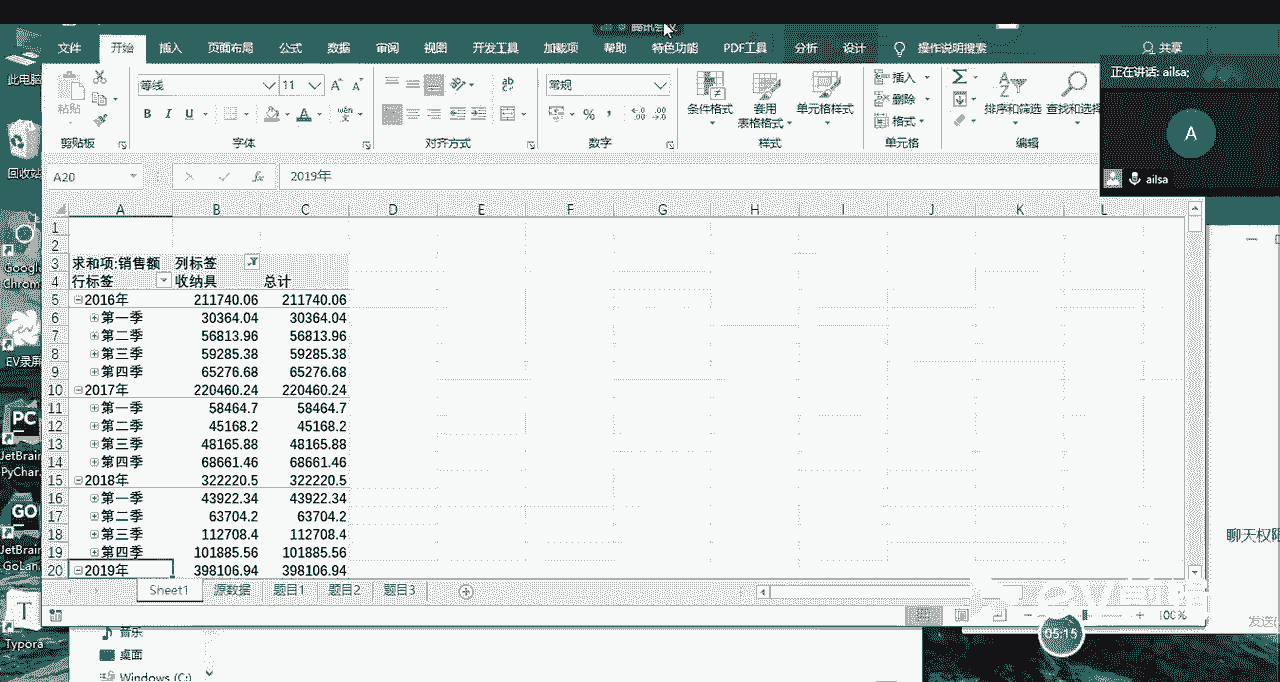 腾讯会议
文件 开始 插入 页面布局 公式 数据 审阅 视图 开发工具 加载项 帮助 特色功能 PDF工具 分析 设计 操作说明搜索 共享
正在讲话: ailsa;
此电脑
等线 11 A A
常规
插入
粘贴
B I U
wén
%
条件格式 套用 单元格样式
表格格式
删除
格式
排序和筛选 查找和选择
A
剪贴板 字体 对齐方式 数字 样式 单元格 编辑
ailsa
回收站
A20 fx 2019年
A B C D E F G H I J K L
1
2
3 求和项:销售额 列标签
4 行标签 收纳具 总计
5 2016年 211740.06 211740.06
6 第一季 30364.04 30364.04
7 第二季 56813.96 56813.96
8 第三季 59285.38 59285.38
9 第四季 65276.68 65276.68
10 2017年 220460.24 220460.24
11 第一季 58464.7 58464.7
12 第二季 45168.2 45168.2
13 第三季 48165.88 48165.88
14 第四季 68661.46 68661.46
15 2018年 322220.5 322220.5
16 第一季 43922.34 43922.34
17 第二季 63704.2 63704.2
18 第三季 112708.4 112708.4
19 第四季 101885.56 101885.56
20 2019年 398106.94 398106.94
Google
Chrom
EV录屏
PC
JetBrain
PyChar.
GO
JetBrain
GoLan.
T
Typora
聊天权限
Sheet1 源数据 题目1 题目2 题目3
100%
05:15
发送(
音乐
桌面
Windows (C:)